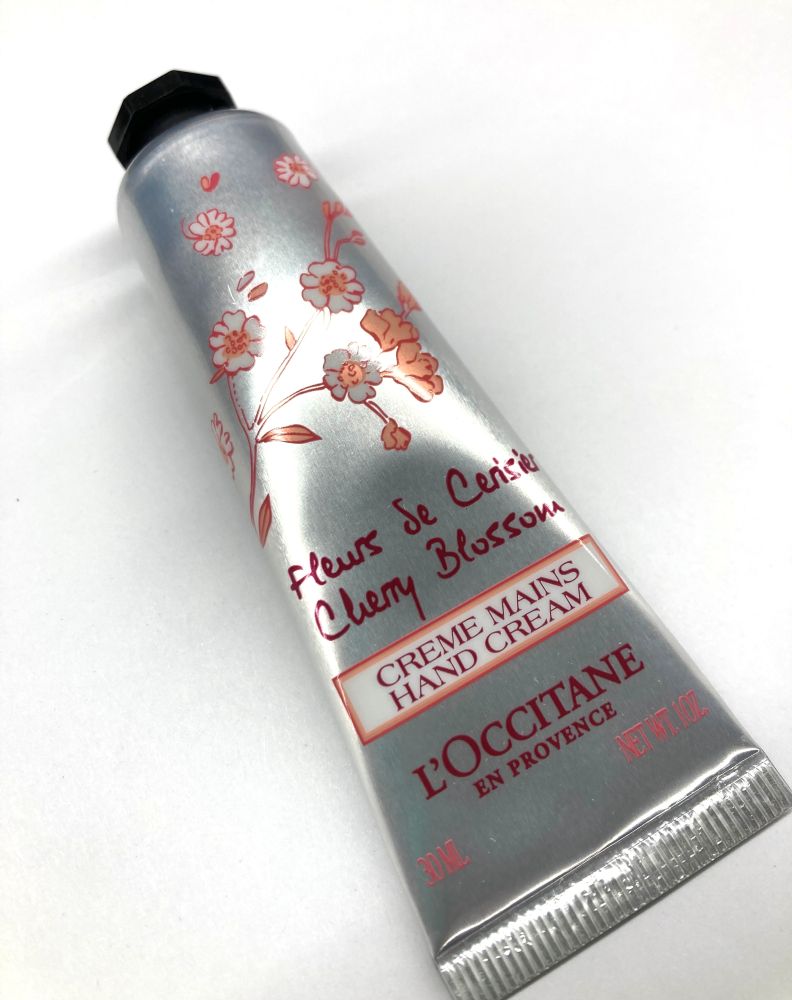 Fleurs de Cerisier
Cherry Blossom
CREME MAINS
HAND CREAM
L'OCCITANE
EN PROVENCE
NET WT. 1 OZ.
30 ML